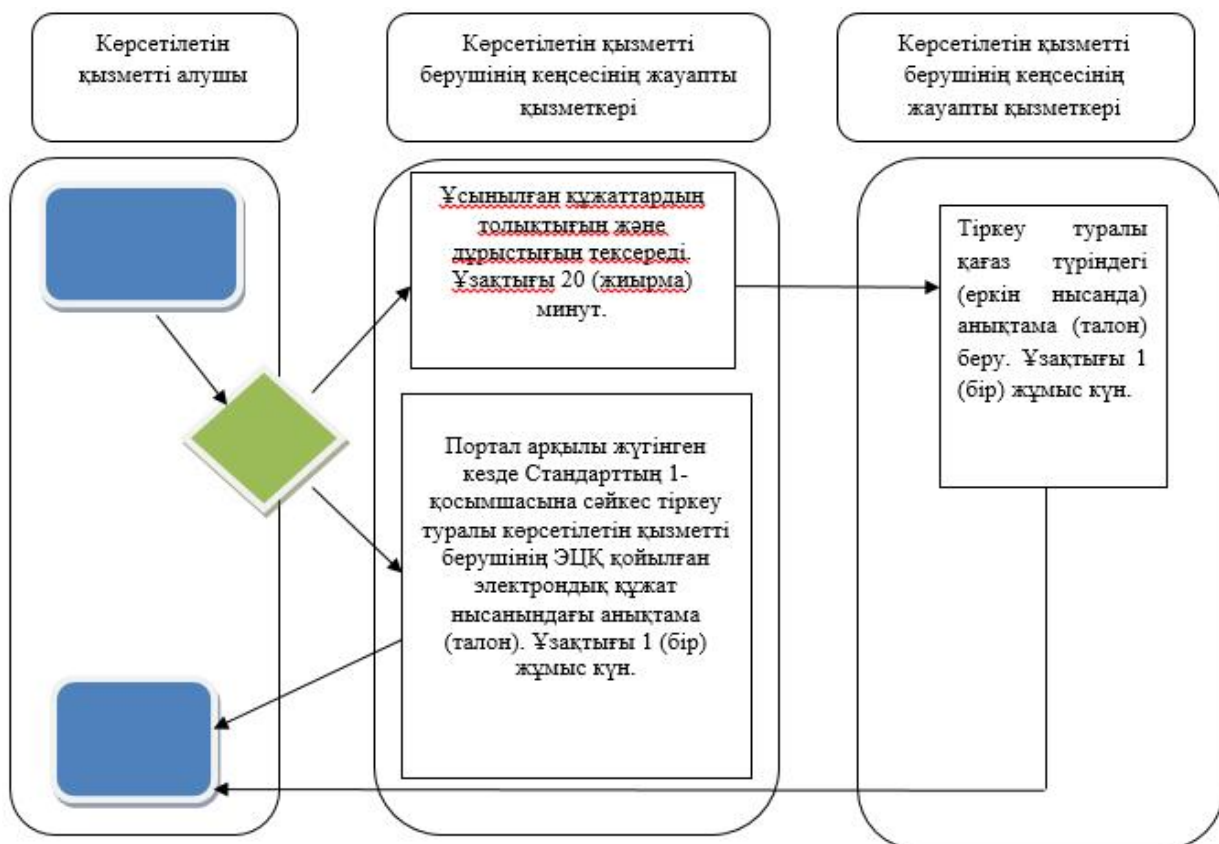 Көрсетілетін
қызметті алушы
Көрсетілетін қызметті
берушінің кеңсесінің жауапты
қызметкері
Көрсетілетін қызметті
берушінің кеңсесінің
жауапты қызметкері
Ұсынылған құжаттардың
толықтығын және
дұрыстығын тексереді.
Ұзақтығы 20 (жиырма)
минут.
Тіркеу туралы
қағаз түріндегі
(еркін нысанда)
анықтама (талон)
беру. Ұзақтығы 1
(бір) жұмыс күн.
Портал арқылы жүгінген
кезде Стандарттың 1-
қосымшасына сәйкес тіркеу
туралы көрсетілетін қызметті
берушінің ЭЦҚ қойылған
электрондық құжат
нысанындағы анықтама
(талон). Ұзақтығы 1 (бір)
жұмыс күн.